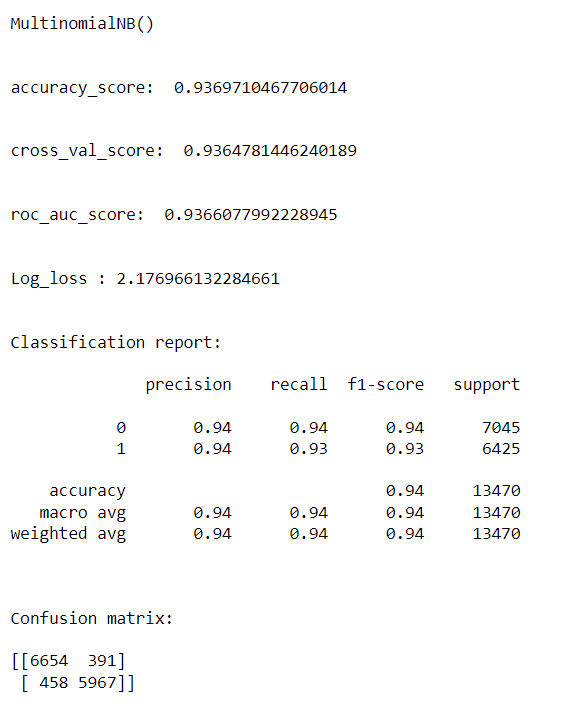 MultinomialNB()
accuracy_score:  0.9369710467706014
cross_val_score:  0.9364781446240189
roc_auc_score:  0.9366077992228945
Log_loss : 2.176966132284661
Classification report:
precision    recall  f1-score   support
0       0.94      0.94      0.94      7045
1       0.94      0.93      0.93      6425
accuracy                           0.94     13470
macro avg       0.94      0.94      0.94     13470
weighted avg       0.94      0.94      0.94     13470
Confusion matrix:
[[6654  391]
[ 458 5967]]